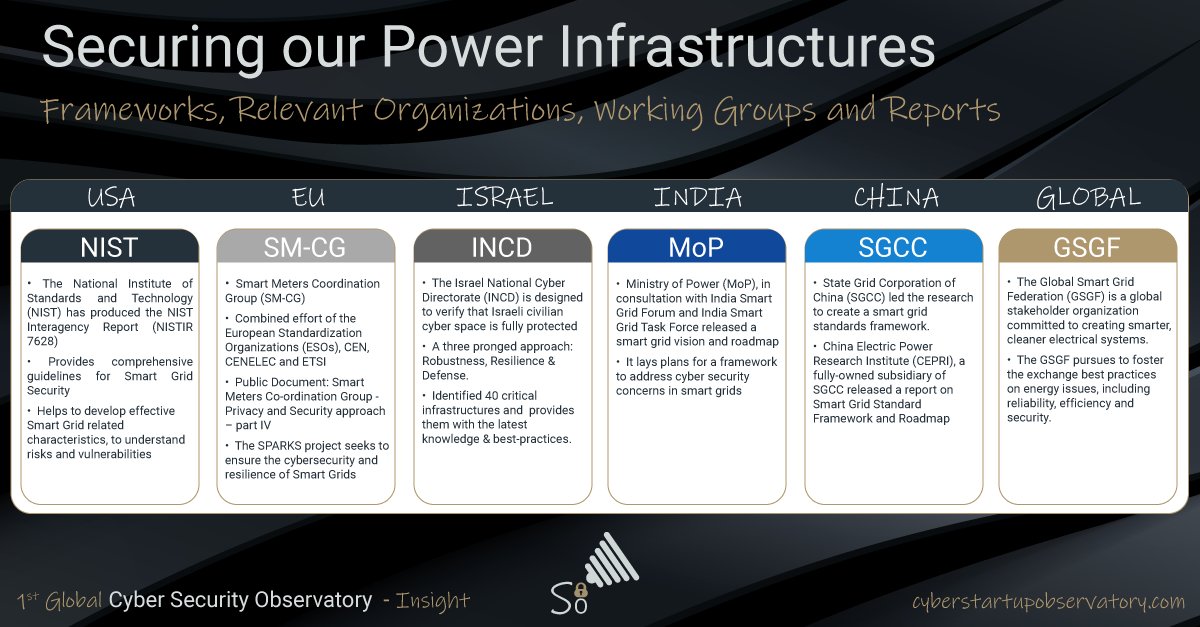 Securing our Power Infrastructures
Frameworks, Relevant Organizations, Working Groups and Reports
USA
EU
ISRAEL
INDIA
CHINA
GLOBAL
NIST
• The National Institute of
Standards and Technology
(NIST) has produced the NIST
Interagency Report (NISTIR
7628)
• Provides comprehensive
guidelines for Smart Grid
Security
• Helps to develop effective
Smart Grid related
characteristics, to understand
risks and vulnerabilities
SM-CG
• Smart Meters Coordination
Group (SM-CG)
• Combined effort of the
European Standardization
Organizations (ESOs), CEN,
CENELEC and ETSI
• Public Document: Smart
Meters Co-ordination Group -
Privacy and Security approach
– part IV
• The SPARKS project seeks to
ensure the cybersecurity and
resilience of Smart Grids
INCD
• The Israel National Cyber
Directorate (INCD) is designed
to verify that Israeli civilian
cyber space is fully protected
• A three pronged approach:
Robustness, Resilience &
Defense.
• Identified 40 critical
infrastructures and provides
them with the latest
knowledge & best-practices.
MoP
• Ministry of Power (MoP), in
consultation with India Smart
Grid Forum and India Smart
Grid Task Force released a
smart grid vision and roadmap
• It lays plans for a framework
to address cyber security
concerns in smart grids
SGCC
• State Grid Corporation of
China (SGCC) led the research
to create a smart grid
standards framework.
• China Electric Power
Research Institute (CEPRI), a
fully-owned subsidiary of
SGCC released a report on
Smart Grid Standard
Framework and Roadmap
GSGF
• The Global Smart Grid
Federation (GSGF) is a global
stakeholder organization
committed to creating smarter,
cleaner electrical systems.
• The GSGF pursues to foster
the exchange best practices
on energy issues, including
reliability, efficiency and
security.
1st Global Cyber Security Observatory - Insight
So
cyberstartupobservatory.com